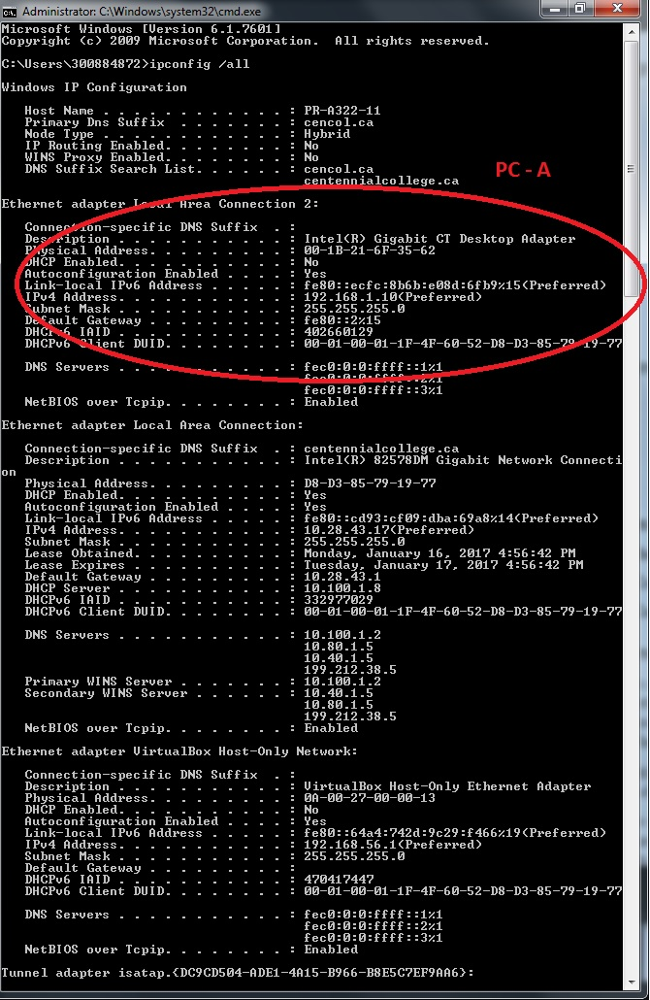 Administrator: C:\Windows\system32\cmd.exe
Microsoft Windows [Version 6.1.7601]
Copyright (c) 2009 Microsoft Corporation.  All rights reserved.
C:\Users\300884872>ipconfig /all
Windows IP Configuration
Host Name . . . . . . . . . . . . : PR-A322-11
Primary Dns Suffix  . . . . . . . : cencol.ca
Node Type . . . . . . . . . . . . : Hybrid
IP Routing Enabled. . . . . . . . : No
WINS Proxy Enabled. . . . . . . . : No
DNS Suffix Search List. . . . . . : cencol.ca
centennialcollege.ca
PC - A
Ethernet adapter Local Area Connection 2:
Connection-specific DNS Suffix  . :
Description . . . . . . . . . . . : Intel(R) Gigabit CT Desktop Adapter
Physical Address. . . . . . . . . : 00-1B-21-6F-35-62
DHCP Enabled. . . . . . . . . . . : No
Autoconfiguration Enabled . . . . : Yes
Link-local IPv6 Address . . . . . : fe80::ecfc:8b6b:e08d:6fb9%15(Preferred)
IPv4 Address. . . . . . . . . . . : 192.168.1.10(Preferred)
Subnet Mask . . . . . . . . . . . : 255.255.255.0
Default Gateway . . . . . . . . . : fe80::2%15
DHCPv6 IAID . . . . . . . . . . . : 402660129
DHCPv6 Client DUID. . . . . . . . : 00-01-00-01-1F-4F-60-52-D8-D3-85-79-19-77
DNS Servers . . . . . . . . . . . : fec0:0:0:ffff::1%1
fec0:0:0:ffff::2%1
fec0:0:0:ffff::3%1
NetBIOS over Tcpip. . . . . . . . : Enabled
Ethernet adapter Local Area Connection:
Connection-specific DNS Suffix  . : centennialcollege.ca
Description . . . . . . . . . . . : Intel(R) 82578DM Gigabit Network Connecti
on
Physical Address. . . . . . . . . : D8-D3-85-79-19-77
DHCP Enabled. . . . . . . . . . . : Yes
Autoconfiguration Enabled . . . . : Yes
Link-local IPv6 Address . . . . . : fe80::cd93:cf09:dba:69a8%14(Preferred)
IPv4 Address. . . . . . . . . . . : 10.28.43.17(Preferred)
Subnet Mask . . . . . . . . . . . : 255.255.255.0
Lease Obtained. . . . . . . . . . : Monday, January 16, 2017 4:56:42 PM
Lease Expires . . . . . . . . . . : Tuesday, January 17, 2017 4:56:42 PM
Default Gateway . . . . . . . . . : 10.28.43.1
DHCP Server . . . . . . . . . . . : 10.100.1.8
DHCPv6 IAID . . . . . . . . . . . : 332977029
DHCPv6 Client DUID. . . . . . . . : 00-01-00-01-1F-4F-60-52-D8-D3-85-79-19-77
DNS Servers . . . . . . . . . . . : 10.100.1.2
10.80.1.5
10.40.1.5
199.212.38.5
Primary WINS Server . . . . . . . : 10.100.1.2
Secondary WINS Server . . . . . . : 10.40.1.5
10.80.1.5
199.212.38.5
NetBIOS over Tcpip. . . . . . . . : Enabled
Ethernet adapter VirtualBox Host-Only Network:
Connection-specific DNS Suffix  . :
Description . . . . . . . . . . . : VirtualBox Host-Only Ethernet Adapter
Physical Address. . . . . . . . . : 0A-00-27-00-00-13
DHCP Enabled. . . . . . . . . . . : No
Autoconfiguration Enabled . . . . : Yes
Link-local IPv6 Address . . . . . : fe80::64a4:742d:9c29:f466%19(Preferred)
IPv4 Address. . . . . . . . . . . : 192.168.56.1(Preferred)
Subnet Mask . . . . . . . . . . . : 255.255.255.0
Default Gateway . . . . . . . . . :
DHCPv6 IAID . . . . . . . . . . . : 470417447
DHCPv6 Client DUID. . . . . . . . : 00-01-00-01-1F-4F-60-52-D8-D3-85-79-19-77
DNS Servers . . . . . . . . . . . : fec0:0:0:ffff::1%1
fec0:0:0:ffff::2%1
fec0:0:0:ffff::3%1
NetBIOS over Tcpip. . . . . . . . : Enabled
Tunnel adapter isatap.{DC9CD504-ADE1-4A15-B966-B8E5C7EF9AA6}: